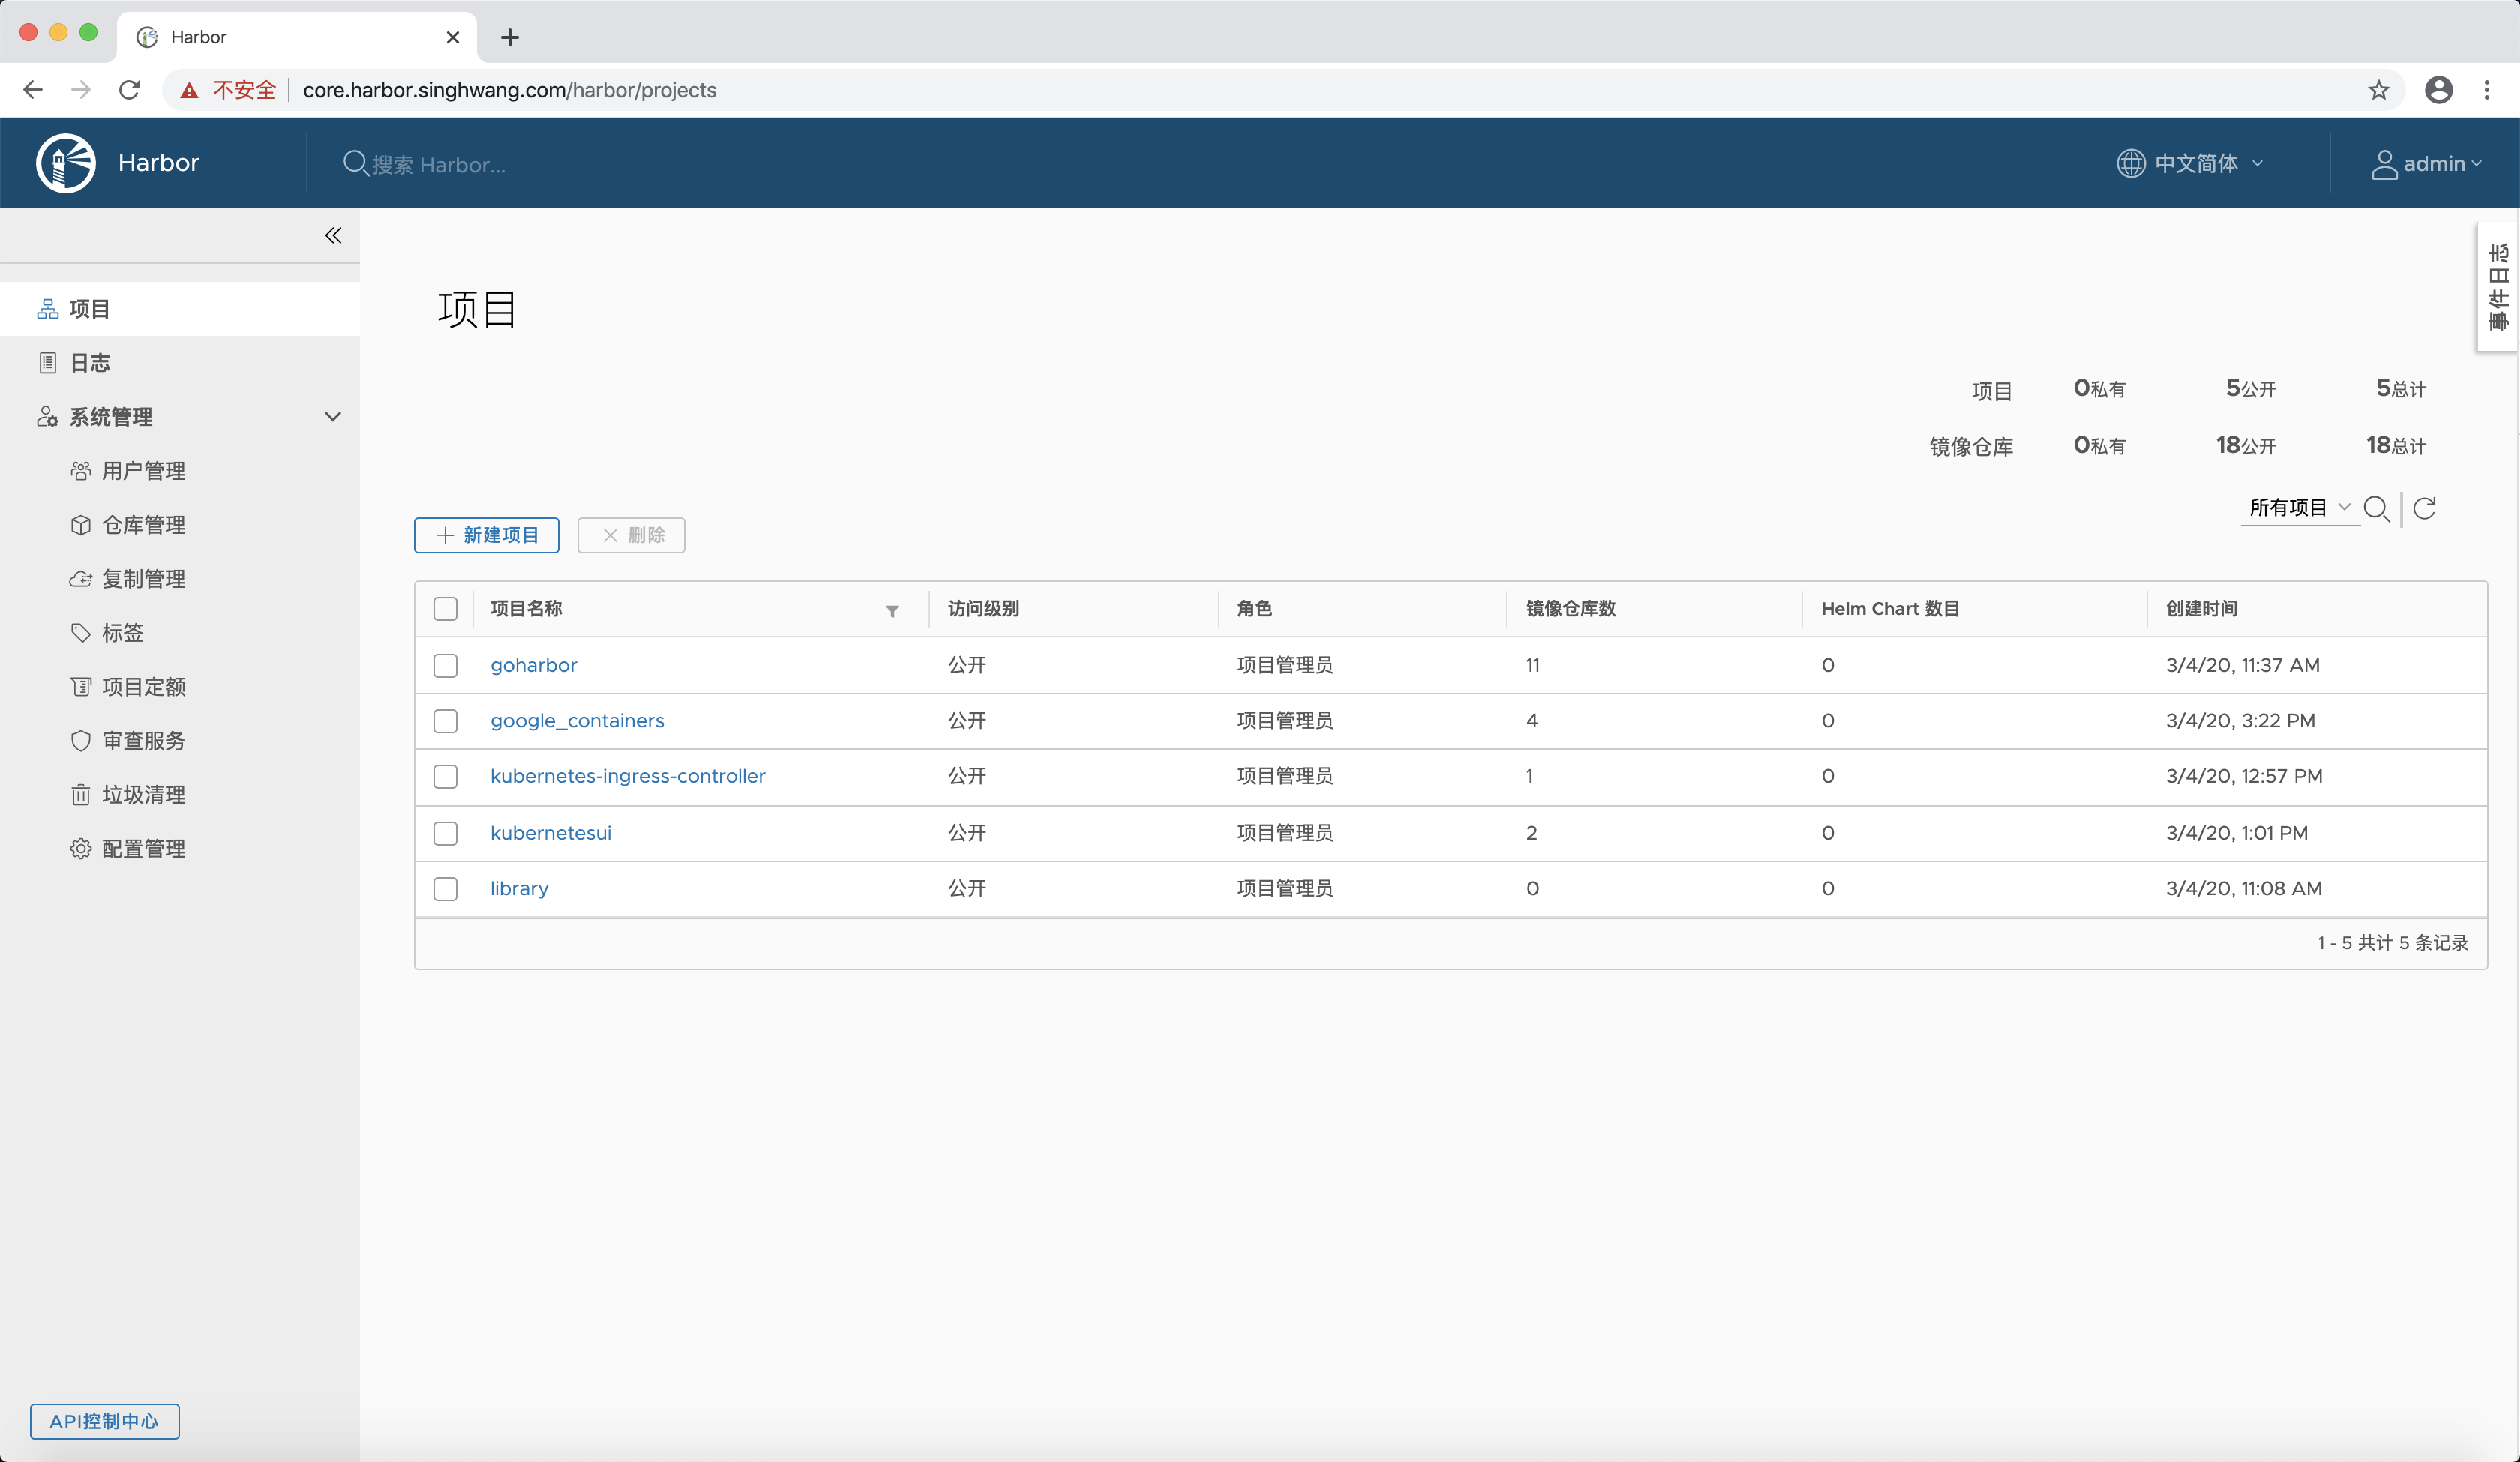 Harbor
不安全 core.harbor.singhwang.com/harbor/projects
Harbor 搜索 Harbor... 中文简体 admin
事件日志
项目
日志
系统管理
用户管理
仓库管理
复制管理
标签
项目定额
审查服务
垃圾清理
配置管理
API控制中心
项目
项目 0私有 5公开 5总计
镜像仓库 0私有 18公开 18总计
所有项目
新建项目 删除
项目名称 访问级别 角色 镜像仓库数 Helm Chart 数目 创建时间
goharbor 公开 项目管理员 11 0 3/4/20, 11:37 AM
google_containers 公开 项目管理员 4 0 3/4/20, 3:22 PM
kubernetes-ingress-controller 公开 项目管理员 1 0 3/4/20, 12:57 PM
kubernetesui 公开 项目管理员 2 0 3/4/20, 1:01 PM
library 公开 项目管理员 0 0 3/4/20, 11:08 AM
1 - 5 共计 5 条记录